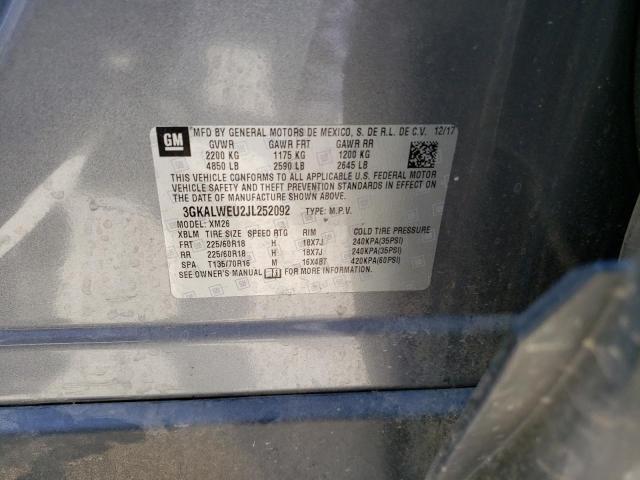 GM
MFD BY GENERAL MOTORS DE MEXICO, S. DE R.L. DE C.V. 12/17
GVWR GAWR FRT GAWR RR
2200 KG 1175 KG 1200 KG
4850 LB 2590 LB 2645 LB
THIS VEHICLE CONFORMS TO ALL APPLICABLE U.S. FEDERAL MOTOR
VEHICLE SAFETY AND THEFT PREVENTION STANDARDS IN EFFECT ON THE
DATE OF MANUFACTURE SHOWN ABOVE.
3GKALWEU2JL252092 TYPE: M.P.V.
MODEL: XM26
XBLM TIRE SIZE SPEED RTG RIM COLD TIRE PRESSURE
FRT 225/60R18 H 18X7J 240KPA(35PSI)
RR 225/60R18 H 18X7J 240KPA(35PSI)
SPA T135/70R16 M 16X4BT 420KPA(60PSI)
SEE OWNER'S MANUAL FOR MORE INFORMATION.